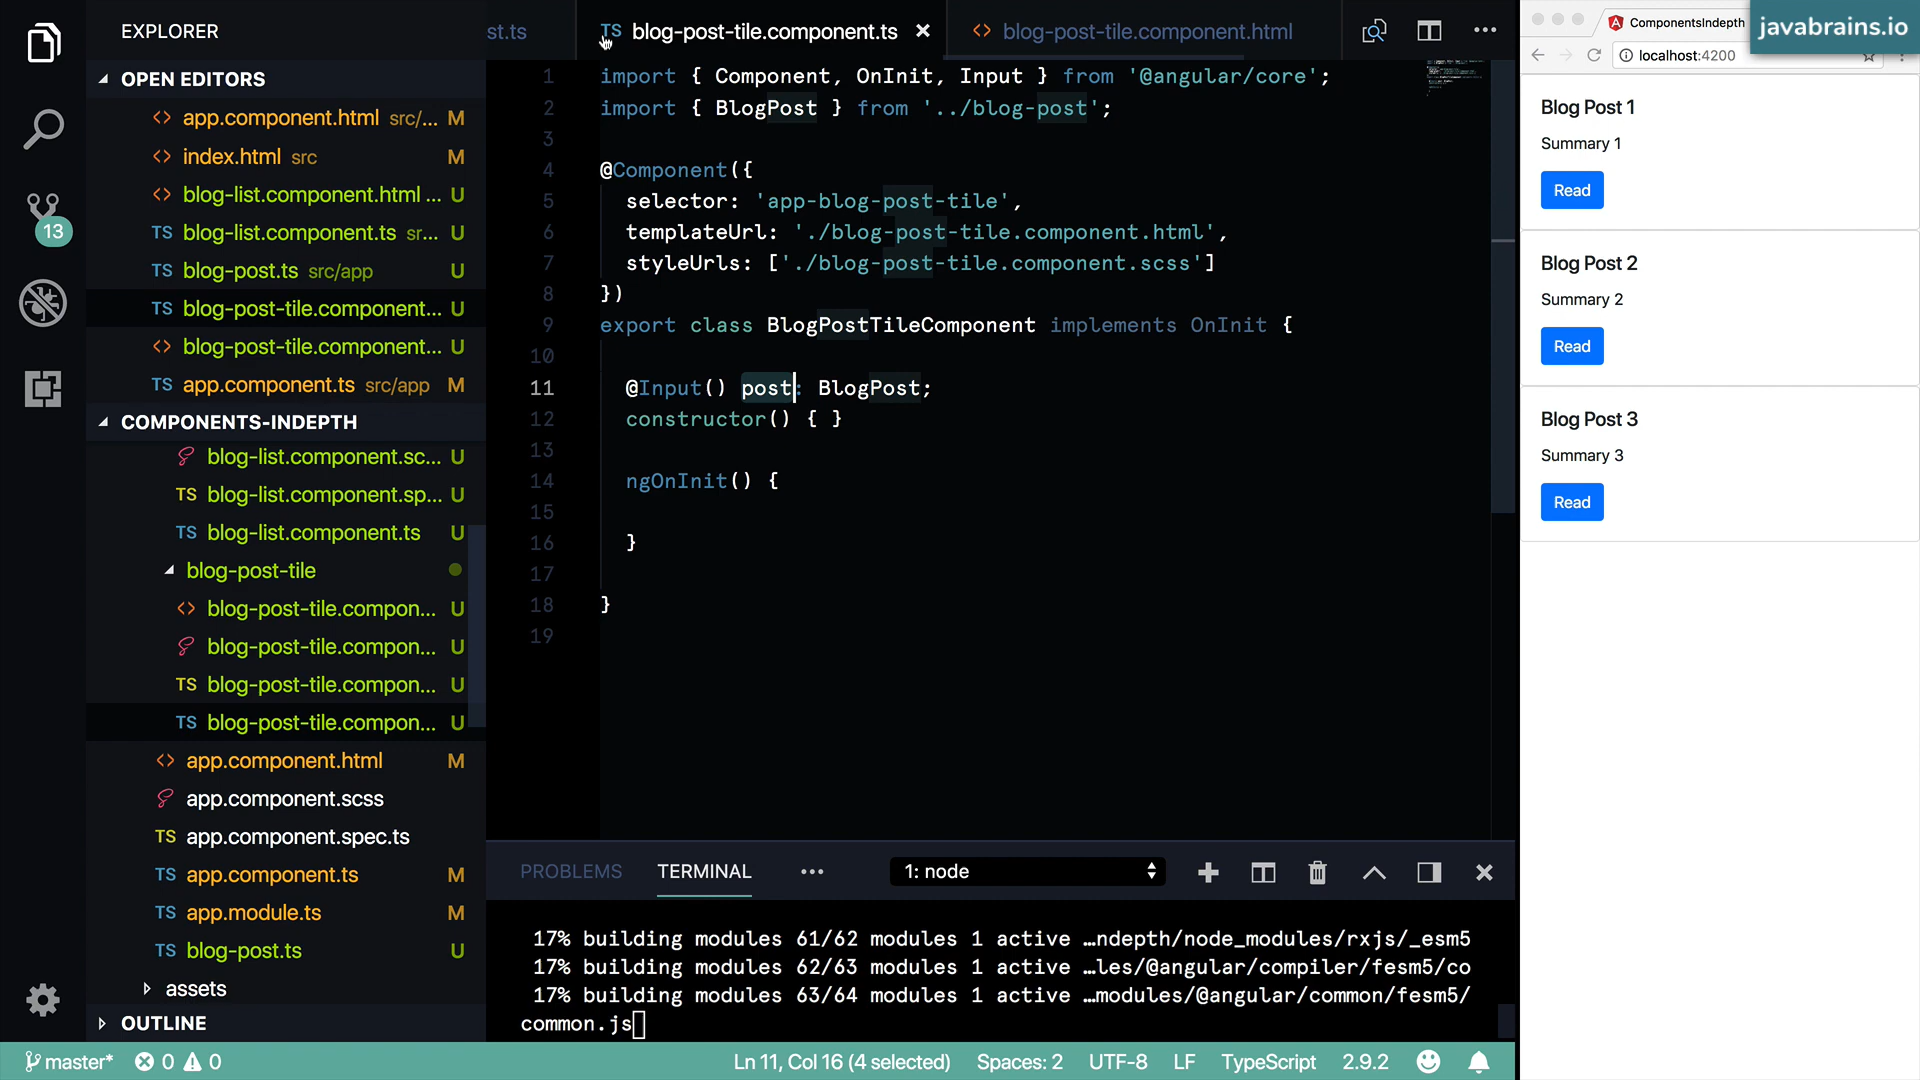 EXPLORER
OPEN EDITORS
app.component.html src/... M
index.html src M
blog-list.component.html ... U
TS blog-list.component.ts sr... U
TS blog-post.ts src/app U
TS blog-post-tile.component... U
blog-post-tile.component... U
TS app.component.ts src/app M
COMPONENTS-INDEPTH
blog-list.component.sc... U
TS blog-list.component.sp... U
TS blog-list.component.ts U
blog-post-tile
blog-post-tile.compon... U
blog-post-tile.compon... U
TS blog-post-tile.compon... U
TS blog-post-tile.compon... U
app.component.html M
app.component.scss
TS app.component.spec.ts
TS app.component.ts M
TS app.module.ts M
TS blog-post.ts U
assets
OUTLINE
13
st.ts
TS blog-post-tile.component.ts
blog-post-tile.component.html
1 import { Component, OnInit, Input } from '@angular/core';
2 import { BlogPost } from '../blog-post';
3
4 @Component({
5 selector: 'app-blog-post-tile',
6 templateUrl: './blog-post-tile.component.html',
7 styleUrls: ['./blog-post-tile.component.scss']
8 })
9 export class BlogPostTileComponent implements OnInit {
10
11 @Input() post: BlogPost;
12 constructor() { }
13
14 ngOnInit() {
15
16 }
17
18 }
19
PROBLEMS TERMINAL ... 1: node
17% building modules 61/62 modules 1 active …ndepth/node_modules/rxjs/_esm5
17% building modules 62/63 modules 1 active …les/@angular/compiler/fesm5/co
17% building modules 63/64 modules 1 active …modules/@angular/common/fesm5/
common.js
master* 0 0 Ln 11, Col 16 (4 selected) Spaces: 2 UTF-8 LF TypeScript 2.9.2
ComponentsIndepth
javabrains.io
localhost:4200
Blog Post 1
Summary 1
Read
Blog Post 2
Summary 2
Read
Blog Post 3
Summary 3
Read